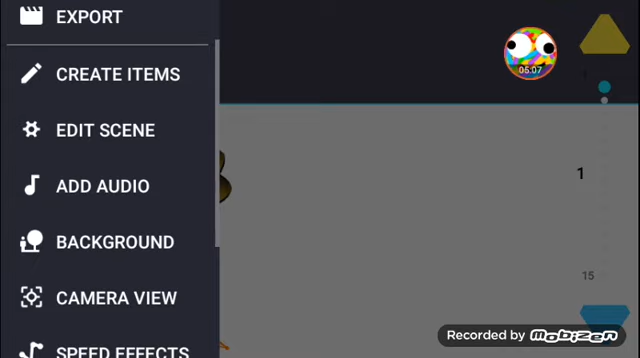 EXPORT
CREATE ITEMS
EDIT SCENE
ADD AUDIO
BACKGROUND
CAMERA VIEW
SPEED EFFECTS
05:07
1
1
15
Recorded by mobizen